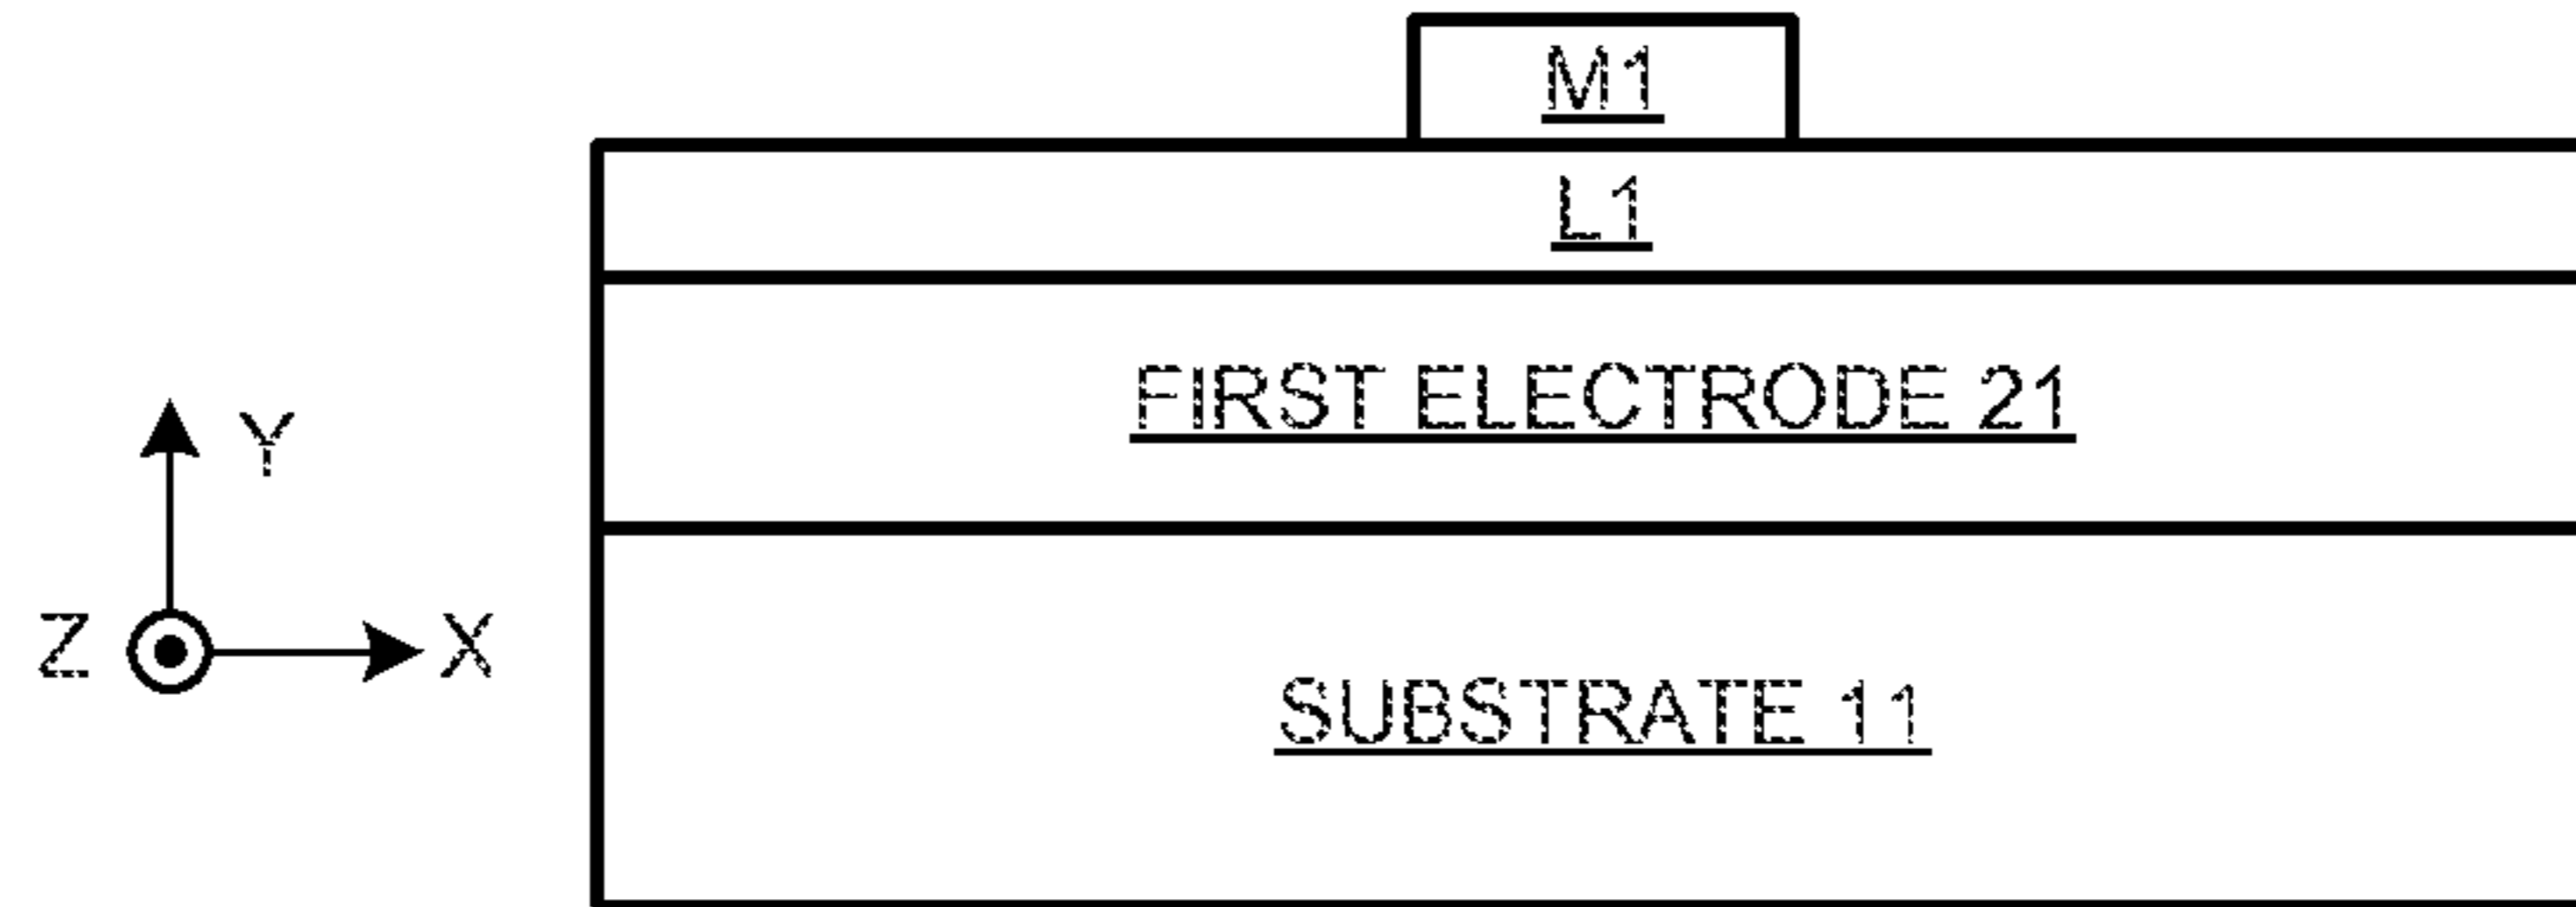 M1
L1
FIRST ELECTRODE 21
Y
Z X
SUBSTRATE 11